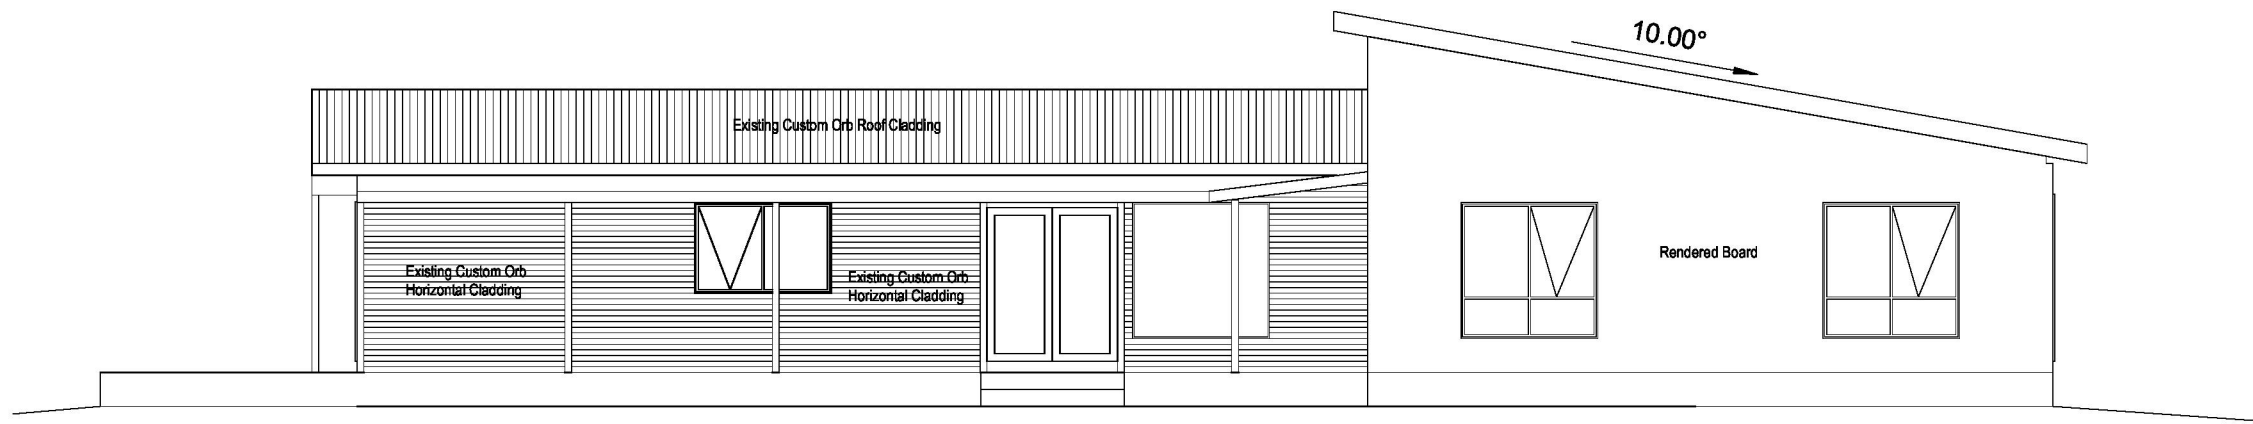 10.00°
Existing Custom Orb Roof Cladding
Existing Custom Orb
Horizontal Cladding
Existing Custom Orb
Horizontal Cladding
Rendered Board